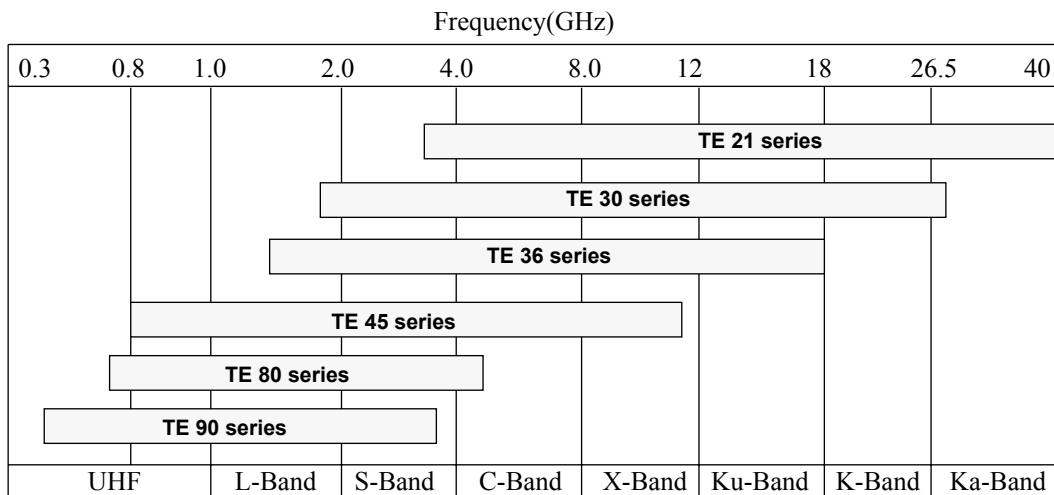 Frequency(GHz)
0.3 0.8 1.0 2.0 4.0 8.0 12 18 26.5 40
TE 21 series
TE 30 series
TE 36 series
TE 45 series
TE 80 series
TE 90 series
UHF L-Band S-Band C-Band X-Band Ku-Band K-Band Ka-Band